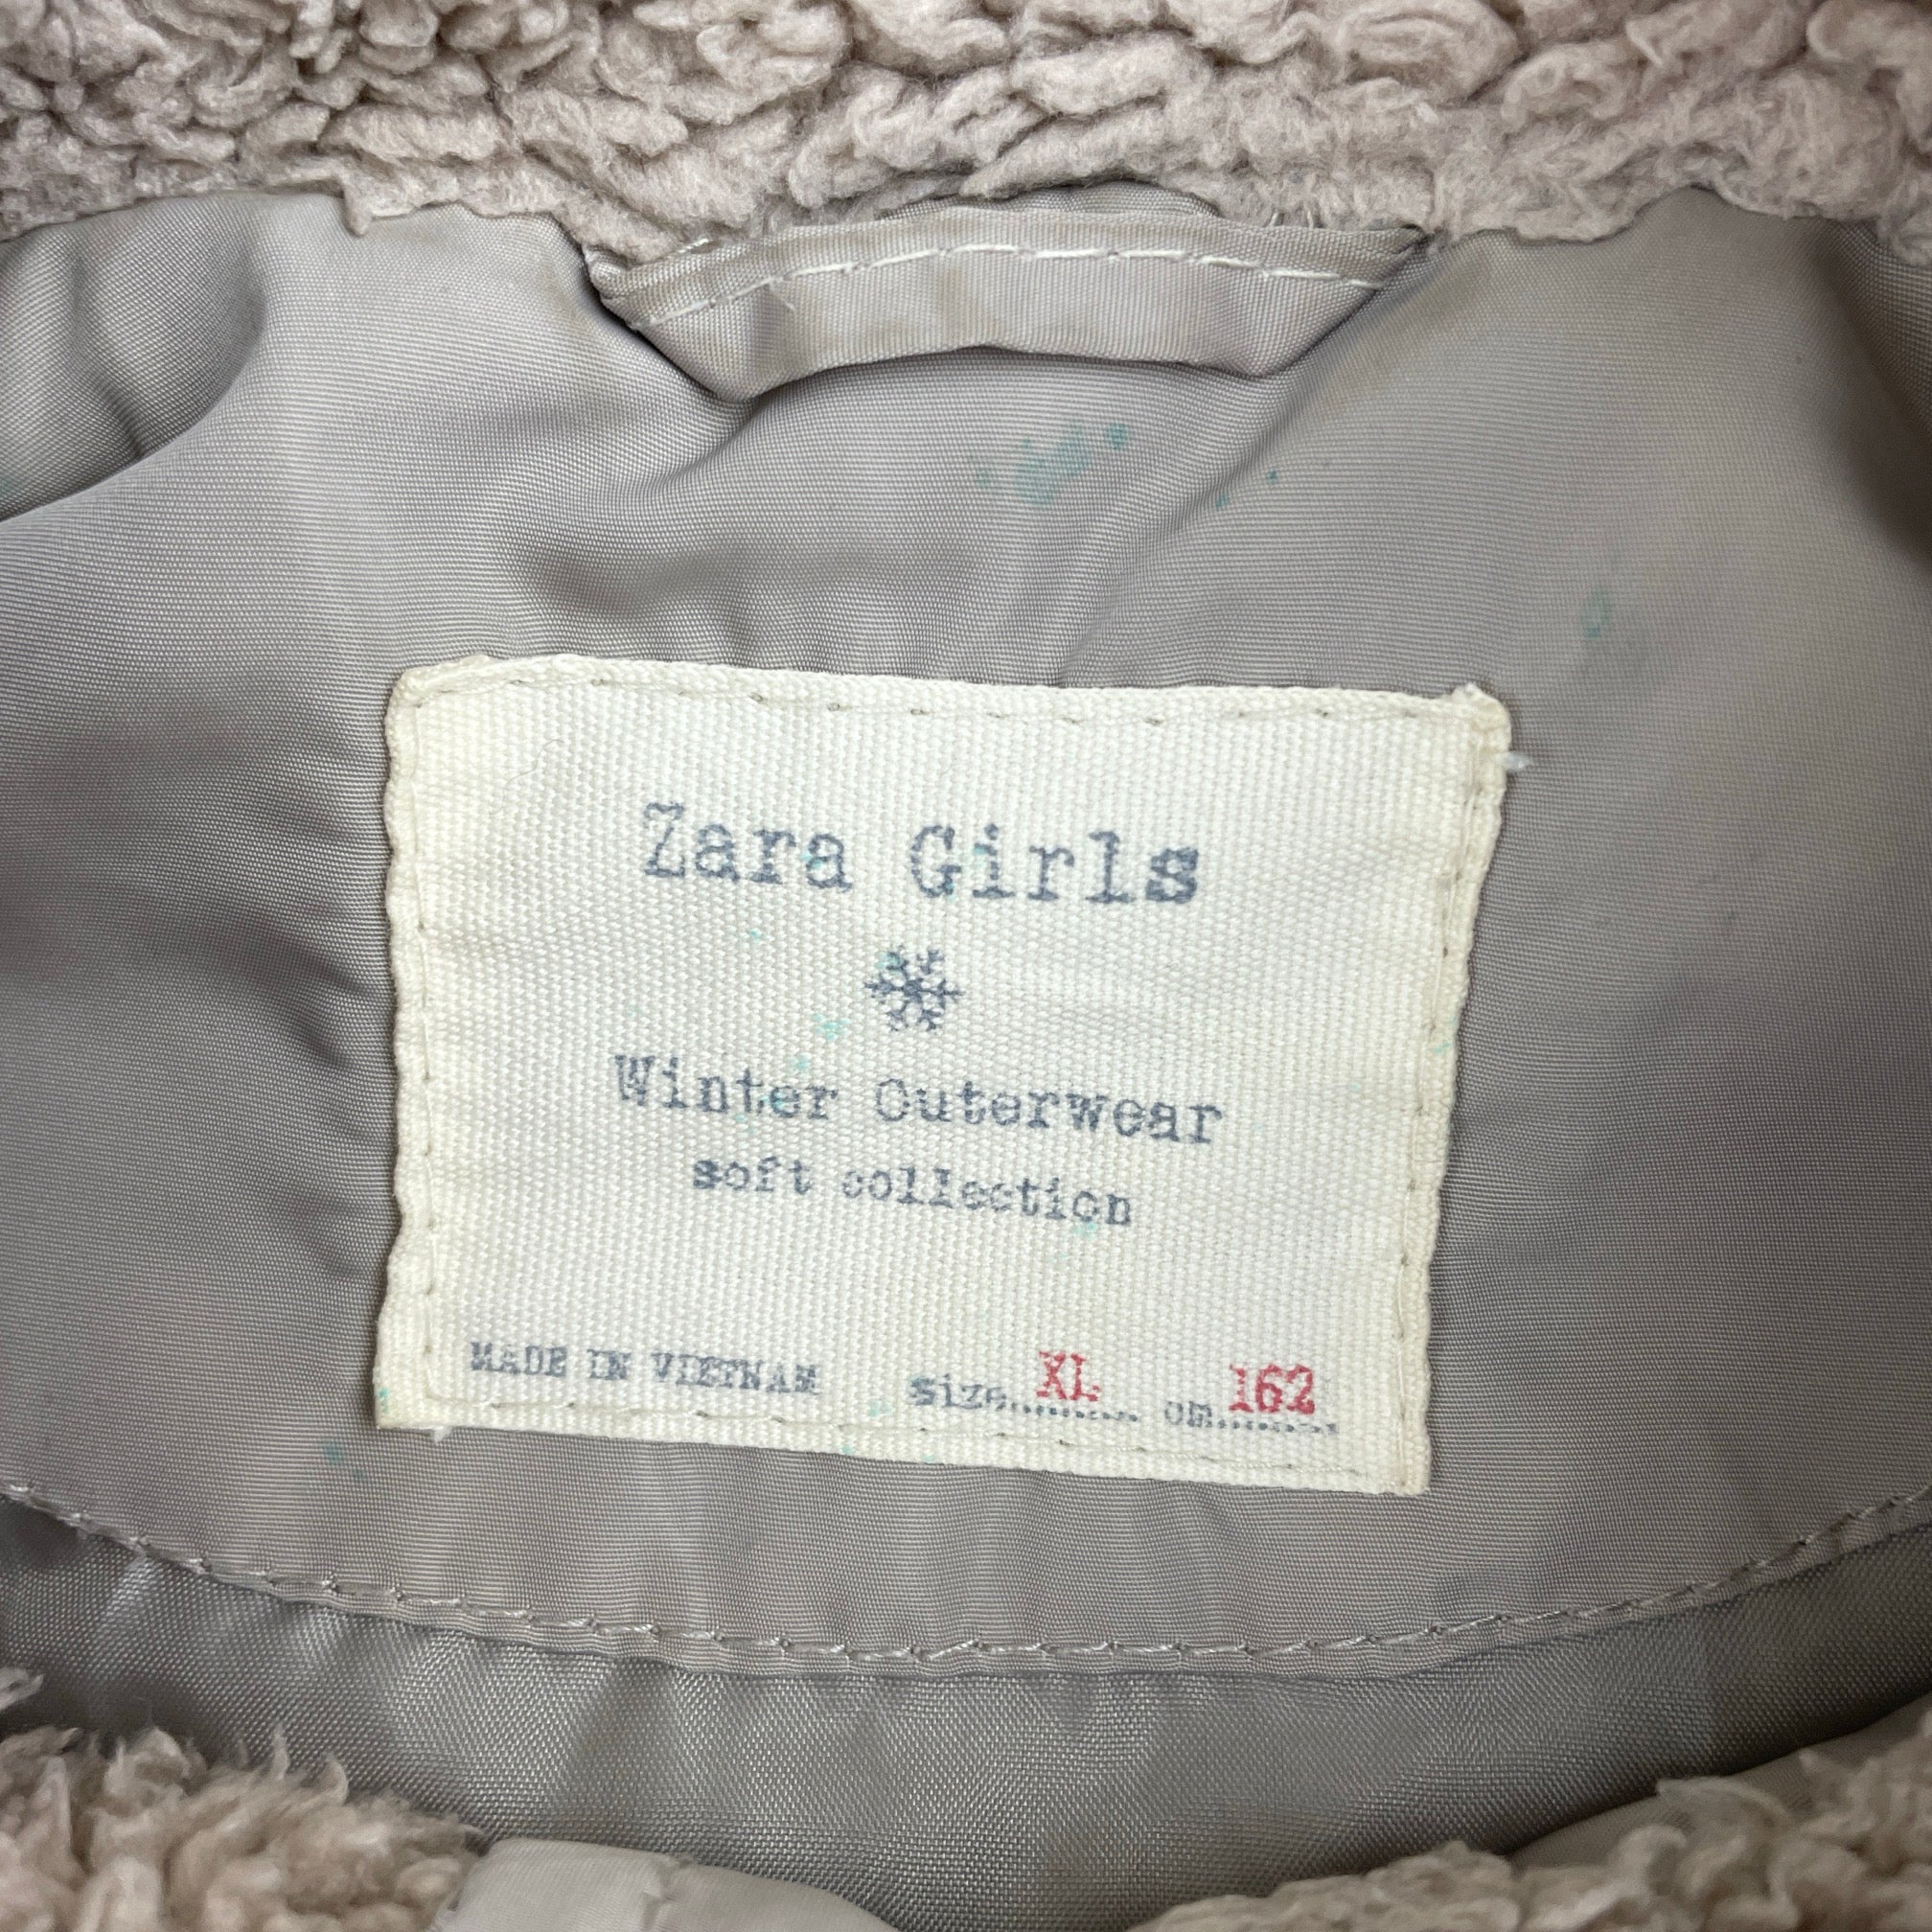 Zara Girls
Winter Outerwear
soft collection
MADE IN VIETNAM size XL cm 162